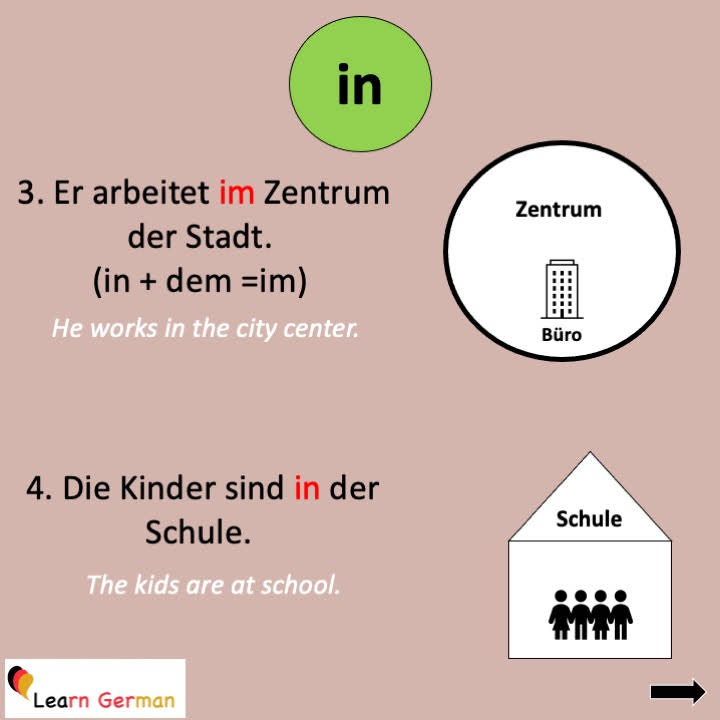 in
3. Er arbeitet im Zentrum
der Stadt.
(in + dem =im)
He works in the city center.
Zentrum
Büro
4. Die Kinder sind in der
Schule.
The kids are at school.
Schule
Learn German